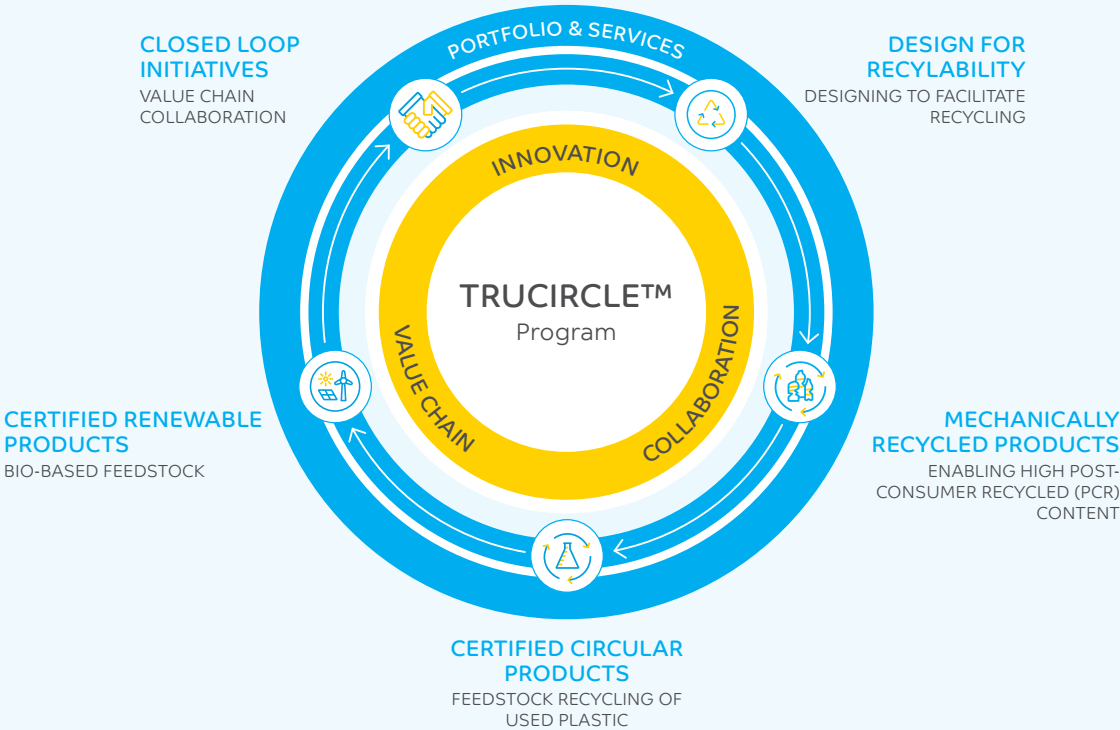 PORTFOLIO & SERVICES
CLOSED LOOP
INITIATIVES
VALUE CHAIN
COLLABORATION
DESIGN FOR
RECYLABILITY
DESIGNING TO FACILITATE
RECYCLING
INNOVATION
TRUCIRCLE™
Program
VALUE CHAIN
COLLABORATION
CERTIFIED RENEWABLE
PRODUCTS
BIO-BASED FEEDSTOCK
MECHANICALLY
RECYCLED PRODUCTS
ENABLING HIGH POST-
CONSUMER RECYCLED (PCR)
CONTENT
CERTIFIED CIRCULAR
PRODUCTS
FEEDSTOCK RECYCLING OF
USED PLASTIC